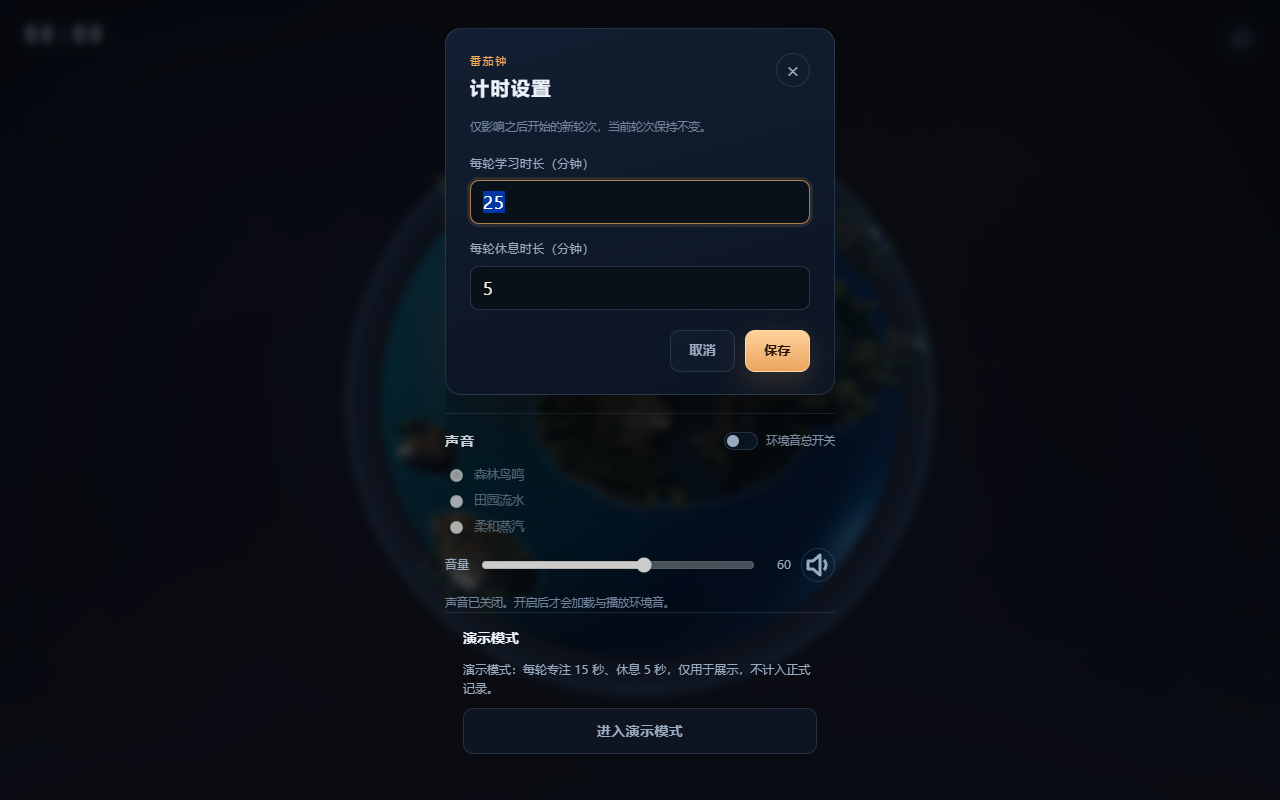 番茄钟
计时设置
仅影响之后开始的新轮次，当前轮次保持不变。
每轮学习时长（分钟）
25
每轮休息时长（分钟）
5
取消
保存
声音
环境音总开关
森林鸟鸣
田园流水
柔和蒸汽
音量
60
声音已关闭。开启后才会加载与播放环境音。
演示模式
演示模式：每轮专注 15 秒、休息 5 秒，仅用于展示，不计入正式
记录。
进入演示模式